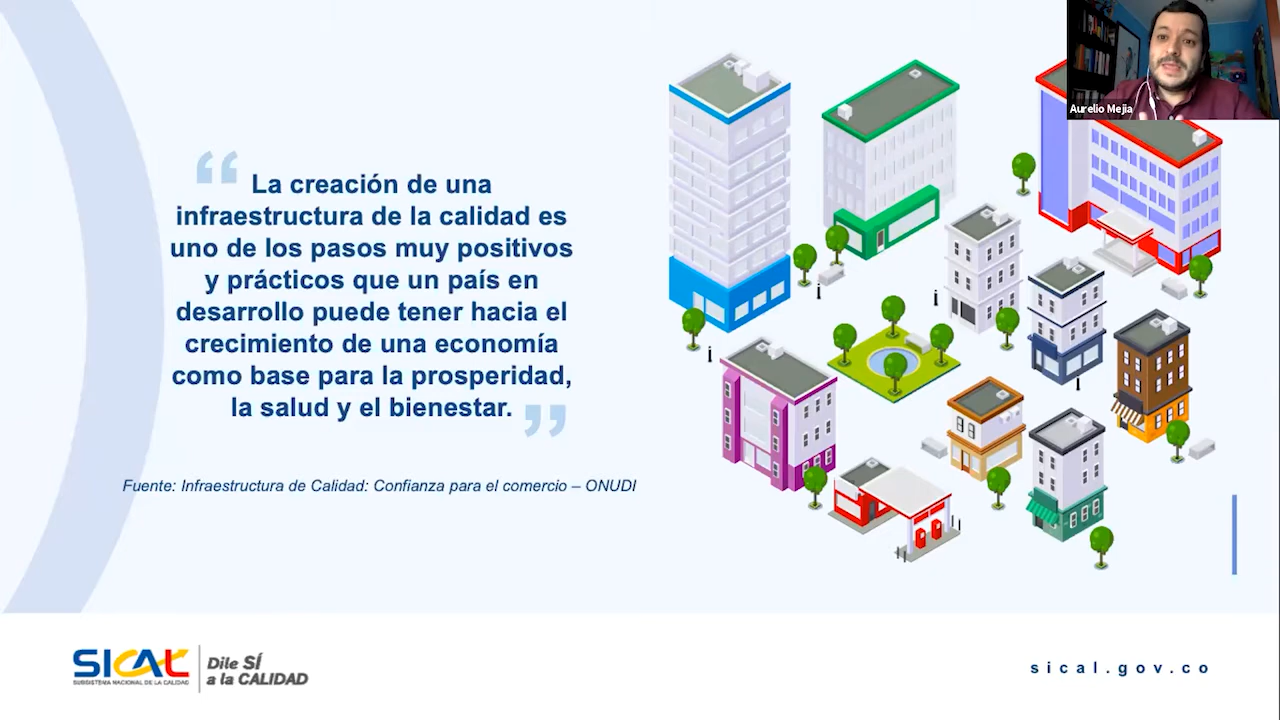 Aurelio Mejia
“ La creación de una
infraestructura de la calidad es
uno de los pasos muy positivos
y prácticos que un país en
desarrollo puede tener hacia el
crecimiento de una economía
como base para la prosperidad,
la salud y el bienestar. ”
Fuente: Infraestructura de Calidad: Confianza para el comercio – ONUDI
SICAL
SUBSISTEMA NACIONAL DE LA CALIDAD
Dile SÍ
a la CALIDAD
sical.gov.co